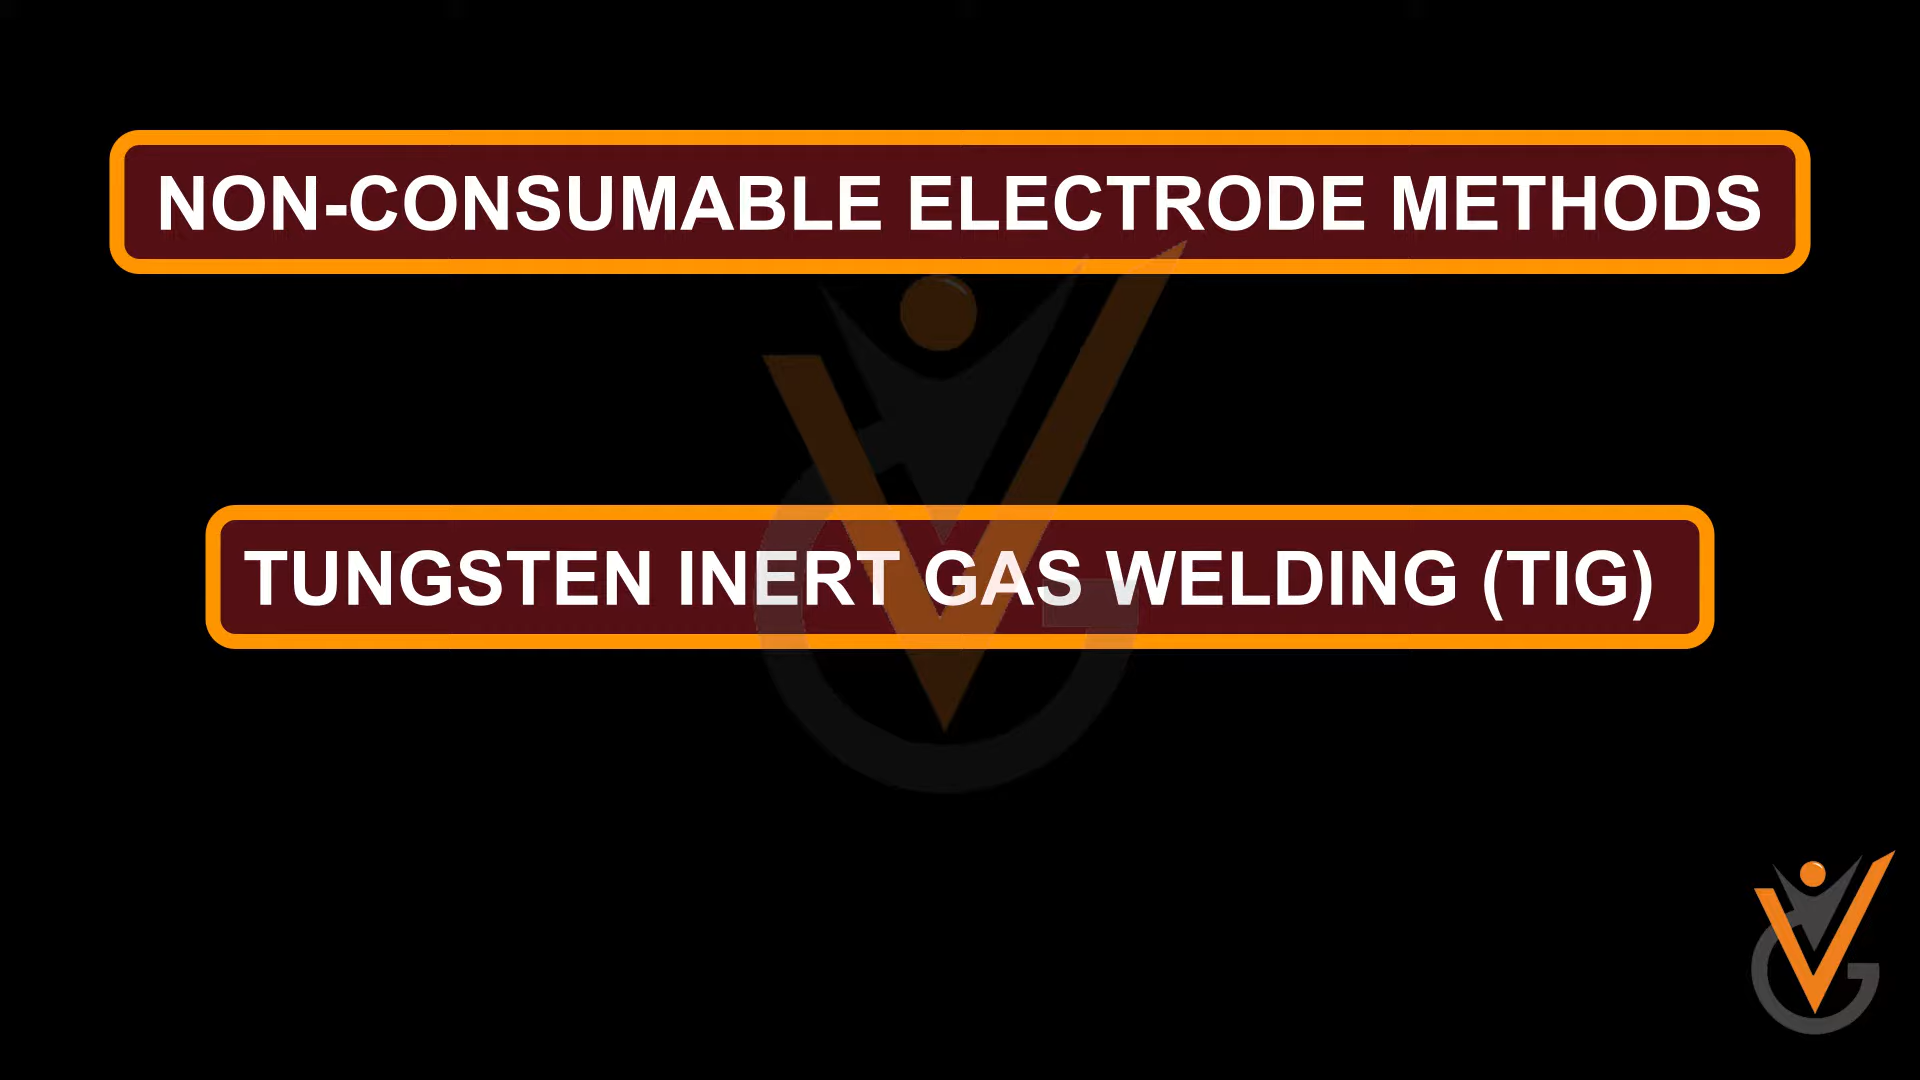 NON-CONSUMABLE ELECTRODE METHODS
TUNGSTEN INERT GAS WELDING (TIG)